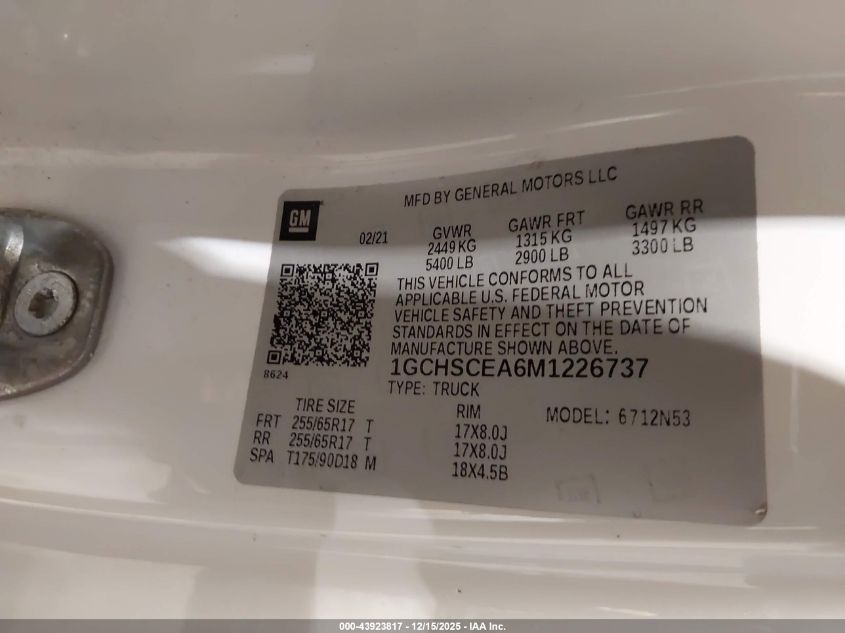 MFD BY GENERAL MOTORS LLC
GM
02/21
GVWR GAWR FRT GAWR RR
2449 KG 1315 KG 1497 KG
5400 LB 2900 LB 3300 LB
THIS VEHICLE CONFORMS TO ALL
APPLICABLE U.S. FEDERAL MOTOR
VEHICLE SAFETY AND THEFT PREVENTION
STANDARDS IN EFFECT ON THE DATE OF
MANUFACTURE SHOWN ABOVE.
8624
1GCHSCEA6M1226737
TYPE: TRUCK
TIRE SIZE RIM MODEL: 6712N53
FRT 255/65R17 T 17X8.0J
RR 255/65R17 T 17X8.0J
SPA T175/90D18 M 18X4.5B
000-43923817 - 12/15/2025 - IAA Inc.